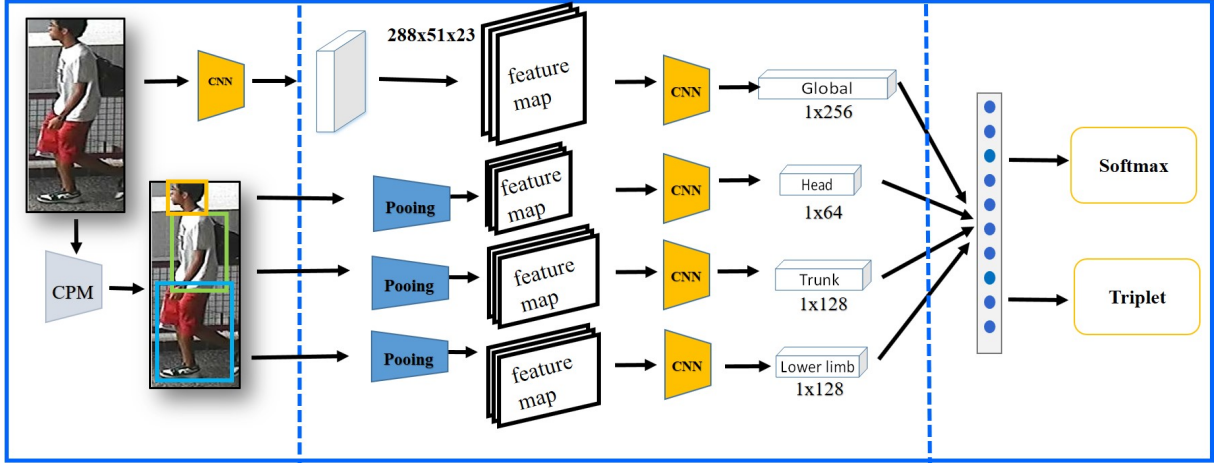 CNN
288x51x23
feature
map
CNN
Global
1x256
CPM
Pooing
feature
map
CNN
Head
1x64
Pooing
feature
map
CNN
Trunk
1x128
Pooing
feature
map
CNN
Lower limb
1x128
Softmax
Triplet